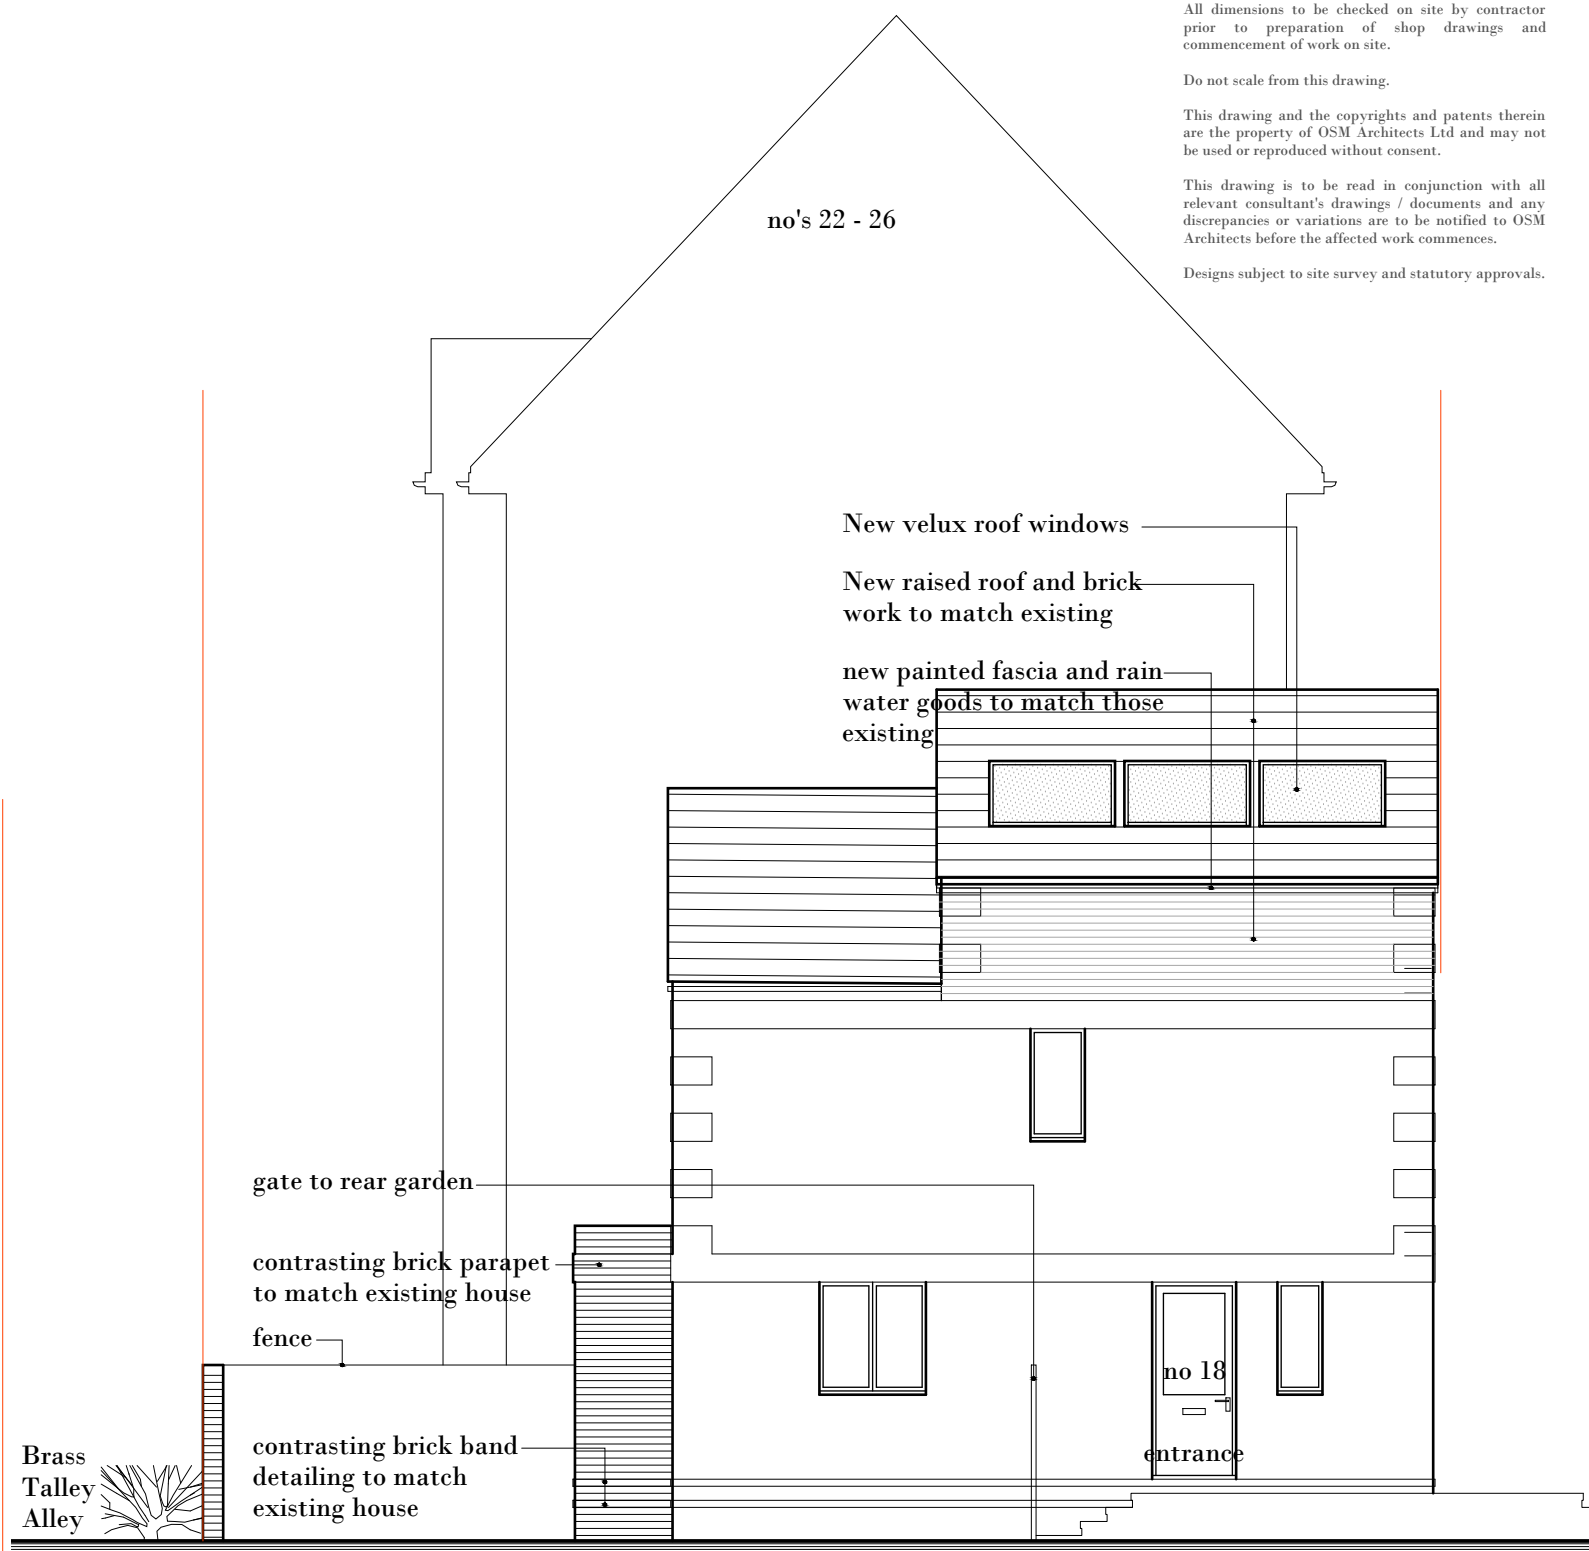 All dimensions to be checked on site by contractor
prior to preparation of shop drawings and
commencement of work on site.
Do not scale from this drawing.
This drawing and the copyrights and patents therein
are the property of OSM Architects Ltd and may not
be used or reproduced without consent.
This drawing is to be read in conjunction with all
relevant consultant's drawings / documents and any
discrepancies or variations are to be notified to OSM
Architects before the affected work commences.
Designs subject to site survey and statutory approvals.
no's 22 - 26
New velux roof windows
New raised roof and brick
work to match existing
new painted fascia and rain
water goods to match those
existing
gate to rear garden
contrasting brick parapet
to match existing house
fence
no 18
entrance
contrasting brick band
detailing to match
existing house
Brass
Talley
Alley